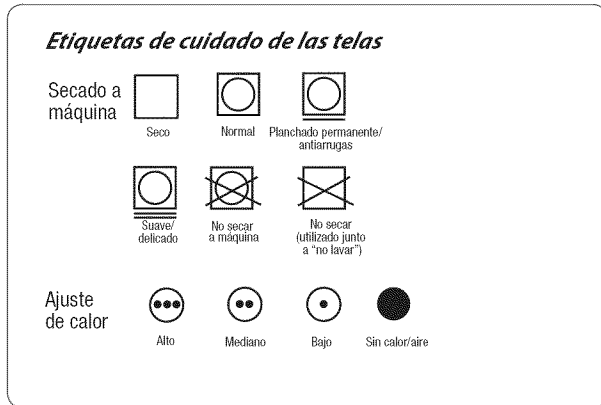 Etiquetas de cuidado de las telas
Secado a
máquina
Seco
Normal
Planchado permanente/
antiarrugas
Suave/
delicado
No secar
a máquina
No secar
(utilizado junto
a “no lavar”)
Ajuste
de calor
Alto
Mediano
Bajo
Sin calor/aire